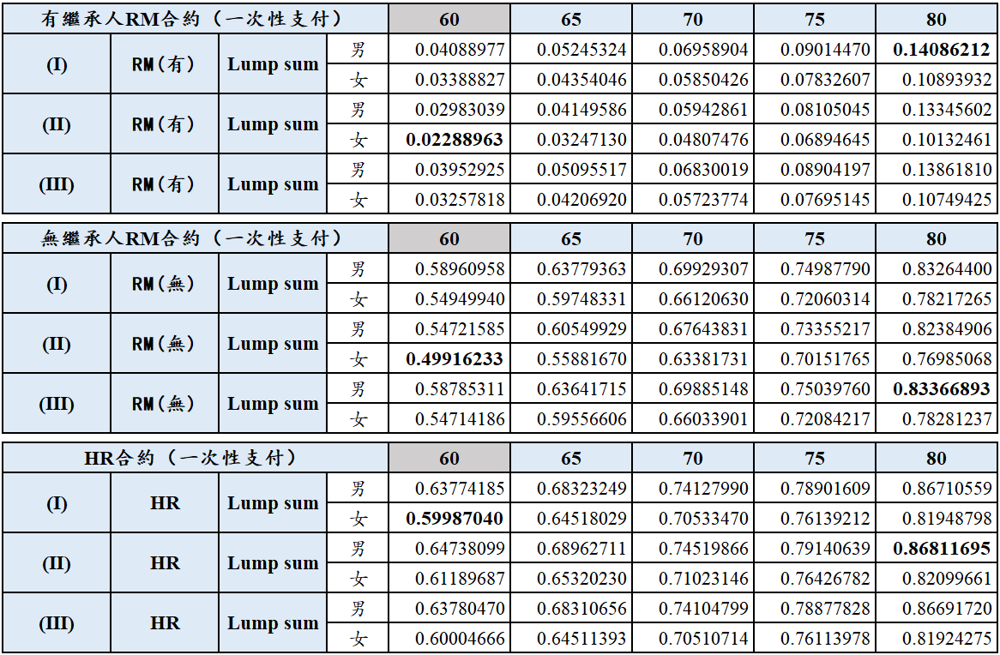 有繼承人RM合約（一次性支付） 60 65 70 75 80
(I) RM(有) Lump sum 男 0.04088977 0.05245324 0.06958904 0.09014470 0.14086212
女 0.03388827 0.04354046 0.05850426 0.07832607 0.10893932
(II) RM(有) Lump sum 男 0.02983039 0.04149586 0.05942861 0.08105045 0.13345602
女 0.02288963 0.03247130 0.04807476 0.06894645 0.10132461
(III) RM(有) Lump sum 男 0.03952925 0.05095517 0.06830019 0.08904197 0.13861810
女 0.03257818 0.04206920 0.05723774 0.07695145 0.10749425
無繼承人RM合約（一次性支付） 60 65 70 75 80
(I) RM(無) Lump sum 男 0.58960958 0.63779363 0.69929307 0.74987790 0.83264400
女 0.54949940 0.59748331 0.66120630 0.72060314 0.78217265
(II) RM(無) Lump sum 男 0.54721585 0.60549929 0.67643831 0.73355217 0.82384906
女 0.49916233 0.55881670 0.63381731 0.70151765 0.76985068
(III) RM(無) Lump sum 男 0.58785311 0.63641715 0.69885148 0.75039760 0.83366893
女 0.54714186 0.59556606 0.66033901 0.72084217 0.78281237
HR合約（一次性支付） 60 65 70 75 80
(I) HR Lump sum 男 0.63774185 0.68323249 0.74127990 0.78901609 0.86710559
女 0.59987040 0.64518029 0.70533470 0.76139212 0.81948798
(II) HR Lump sum 男 0.64738099 0.68962711 0.74519866 0.79140639 0.86811695
女 0.61189687 0.65320230 0.71023146 0.76426782 0.82099661
(III) HR Lump sum 男 0.63780470 0.68310656 0.74104799 0.78877828 0.86691720
女 0.60004666 0.64511393 0.70510714 0.76113978 0.81924275